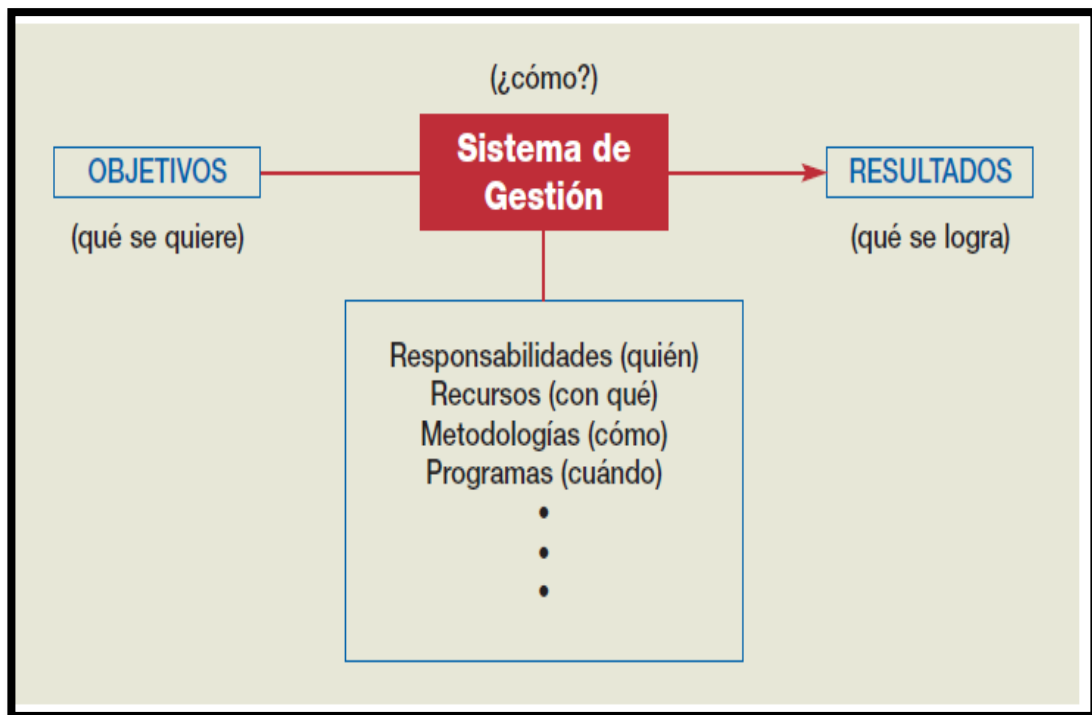 (¿cómo?)
Sistema de
Gestión
OBJETIVOS
RESULTADOS
(qué se quiere)
(qué se logra)
Responsabilidades (quién)
Recursos (con qué)
Metodologías (cómo)
Programas (cuándo)
•
•
•